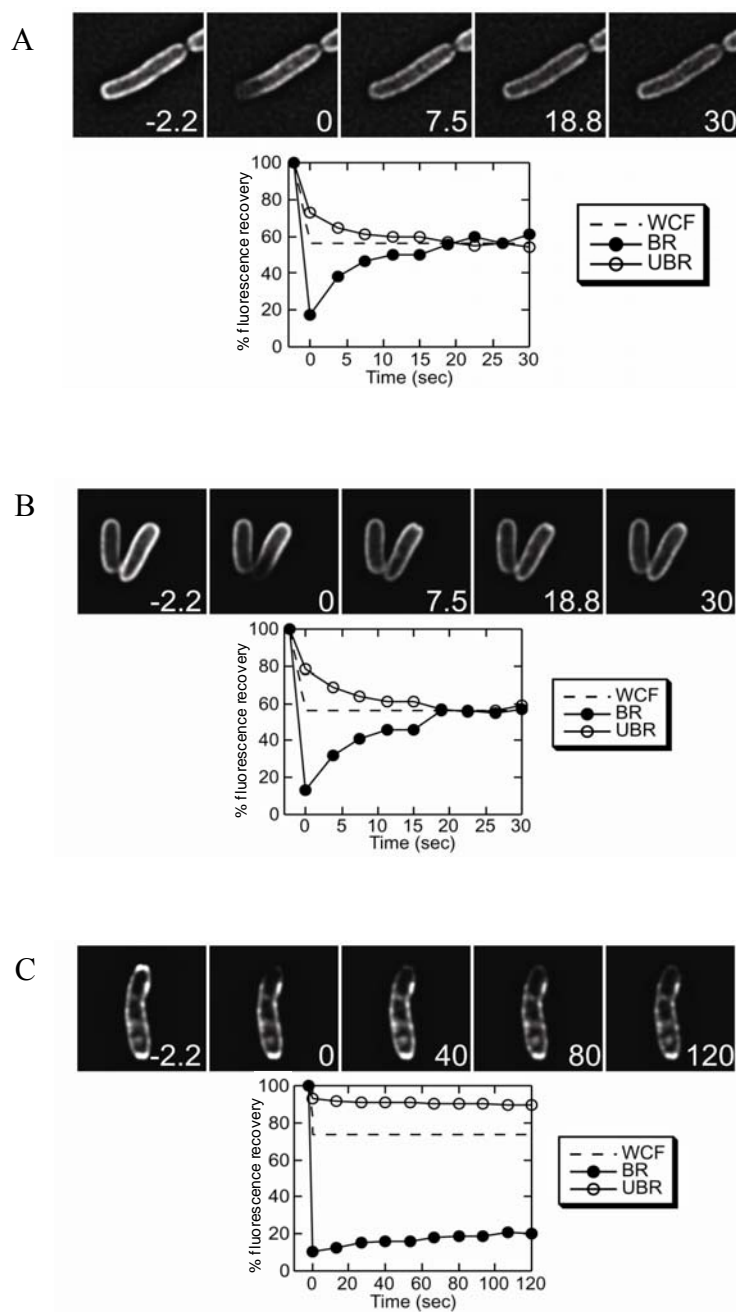 A
-2.2 0 7.5 18.8 30
% fluorescence recovery
100
80
60
40
20
0
0 5 10 15 20 25 30
Time (sec)
WCF
BR
UBR
B
-2.2 0 7.5 18.8 30
% fluorescence recovery
100
80
60
40
20
0
0 5 10 15 20 25 30
Time (sec)
WCF
BR
UBR
C
-2.2 0 40 80 120
% fluorescence recovery
100
80
60
40
20
0
0 20 40 60 80 100 120
Time (sec)
WCF
BR
UBR